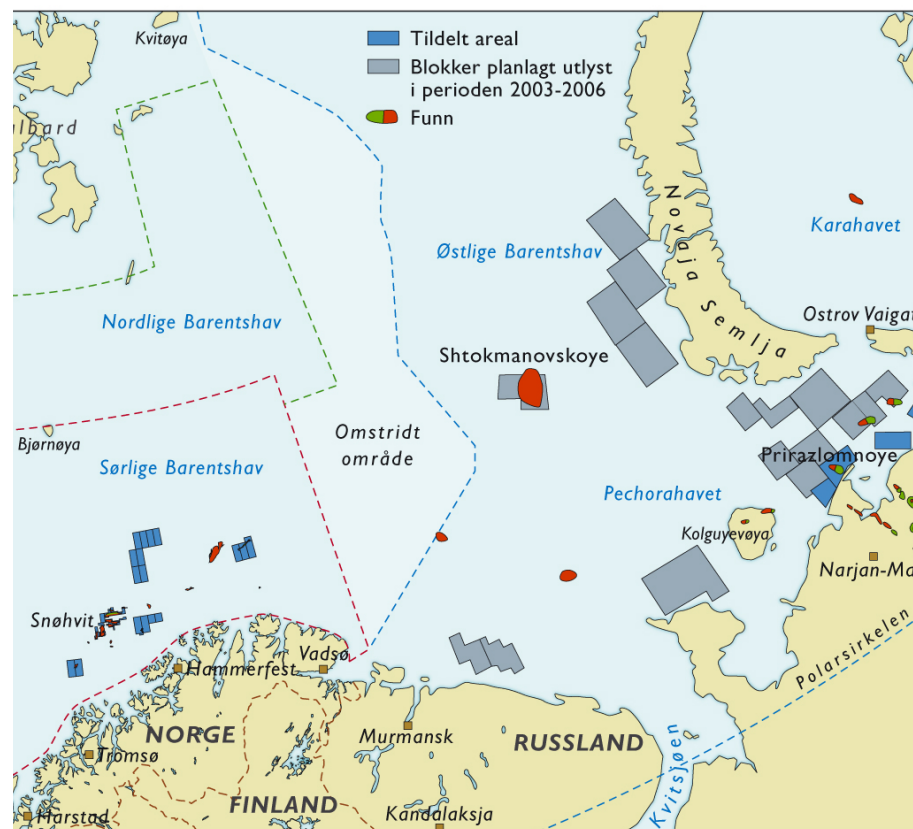 Kvitøya
Tildelt areal
Blokker planlagt utlyst
i perioden 2003-2006
Funn
albard
Novaja Semlja
Karahavet
Østlige Barentshav
Ostrov Vaigat
Nordlige Barentshav
Shtokmanovskoye
Bjørnøya
Omstridt
område
Sørlige Barentshav
Prirazlomnoye
Pechorahavet
Kolguyevøya
Narjan-Ma
Snøhvit
Vadsø
Hammerfest
Polarsirkelen
NORGE
Murmansk
RUSSLAND
Tromsø
Kvitsjøen
FINLAND
Kandalaksja
Harstad